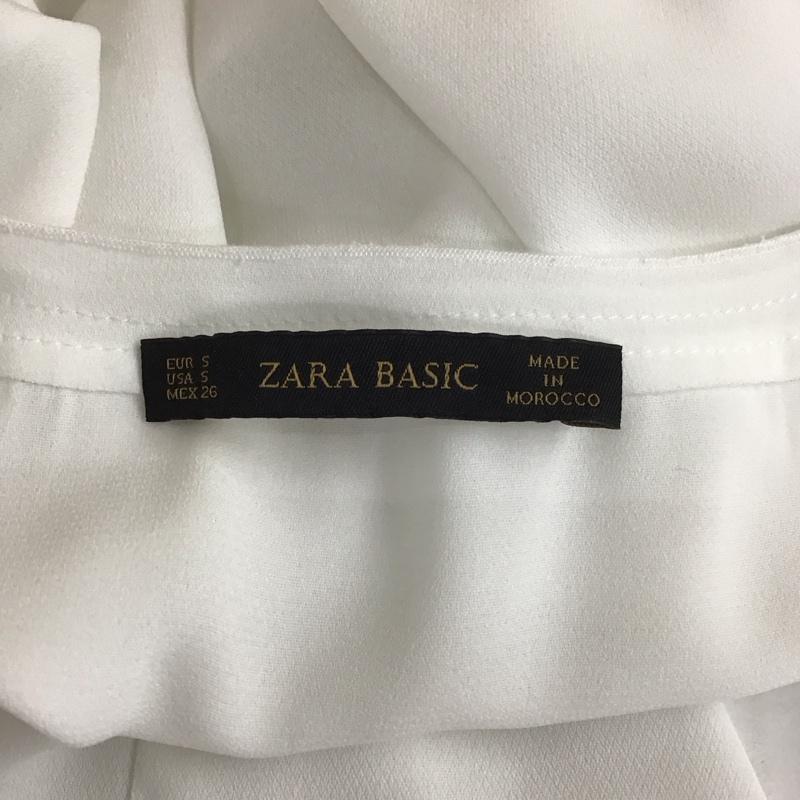 EUR S
USA S
MEX 26
ZARA BASIC
MADE
IN
MOROCCO